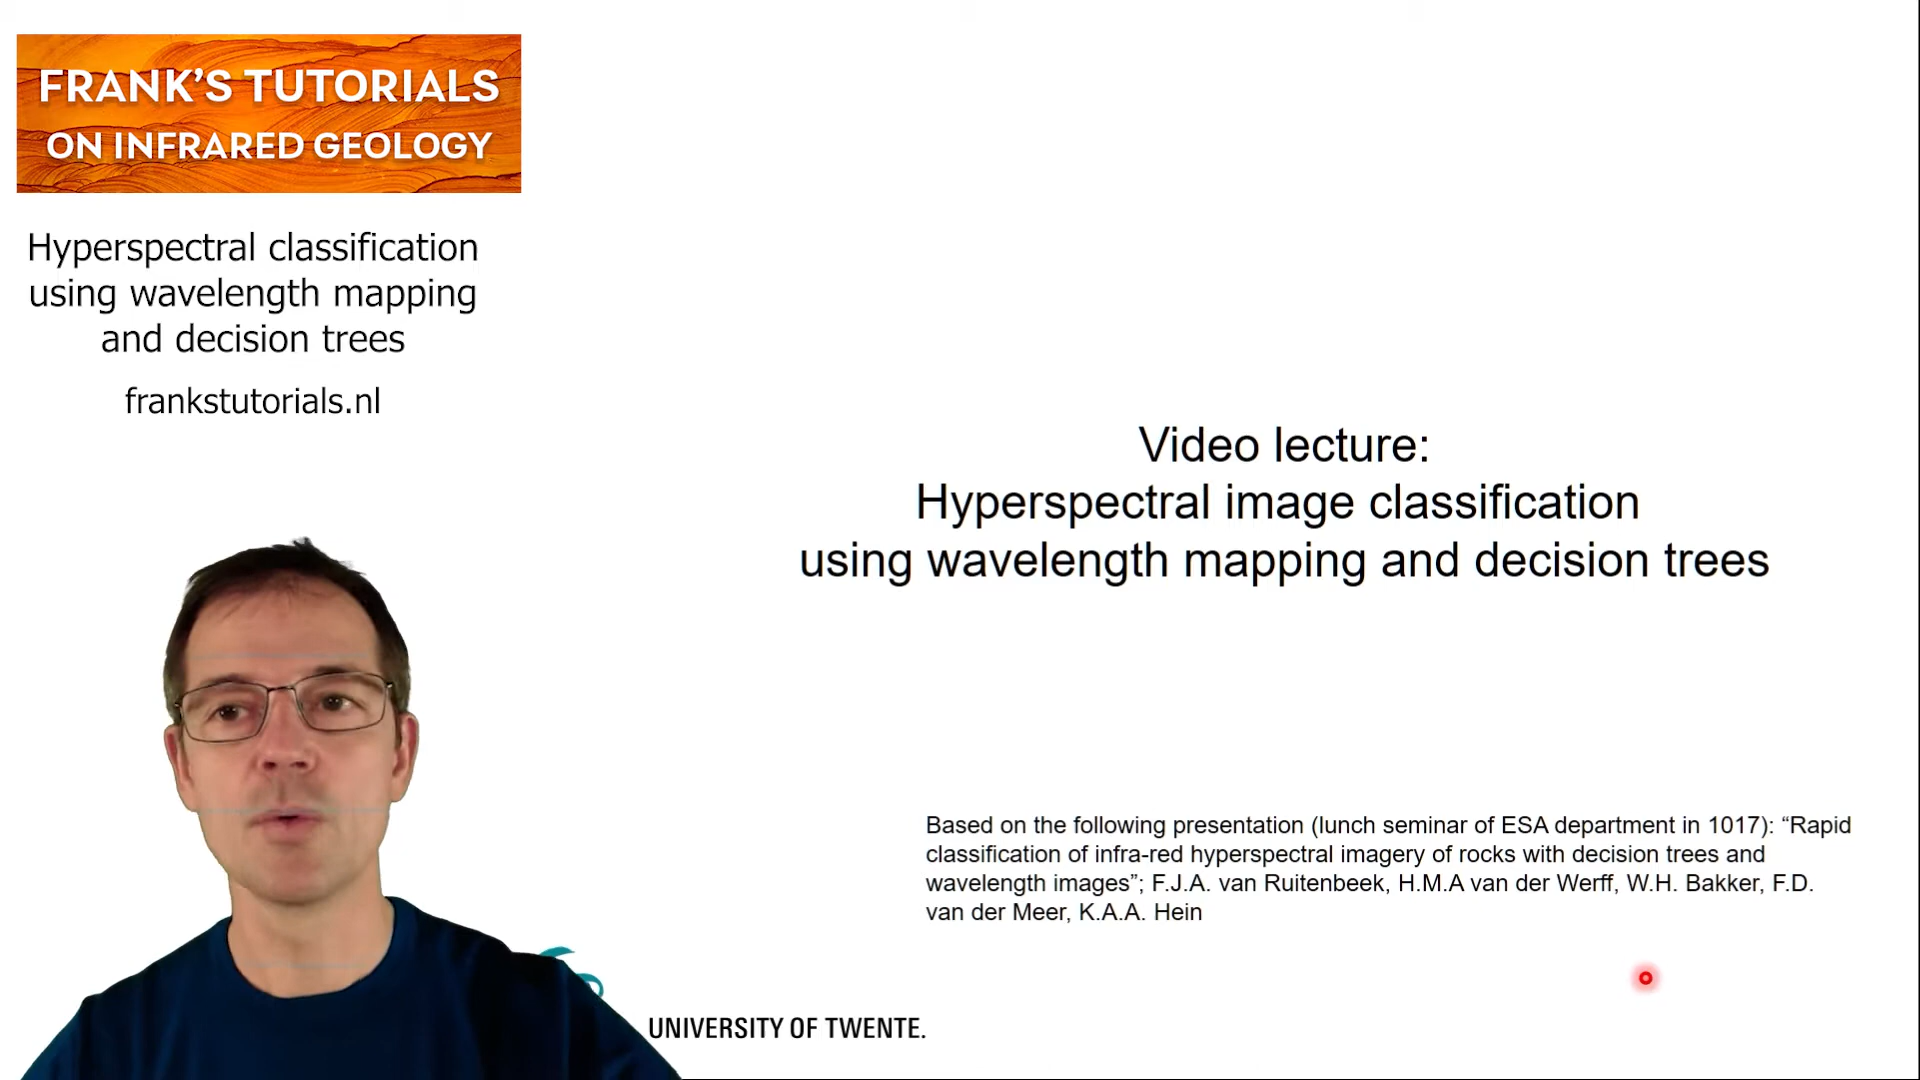 FRANK'S TUTORIALS
ON INFRARED GEOLOGY
Hyperspectral classification
using wavelength mapping
and decision trees
frankstutorials.nl
Video lecture:
Hyperspectral image classification
using wavelength mapping and decision trees
Based on the following presentation (lunch seminar of ESA department in 1017): “Rapid
classification of infra-red hyperspectral imagery of rocks with decision trees and
wavelength images”; F.J.A. van Ruitenbeek, H.M.A van der Werff, W.H. Bakker, F.D.
van der Meer, K.A.A. Hein
UNIVERSITY OF TWENTE.